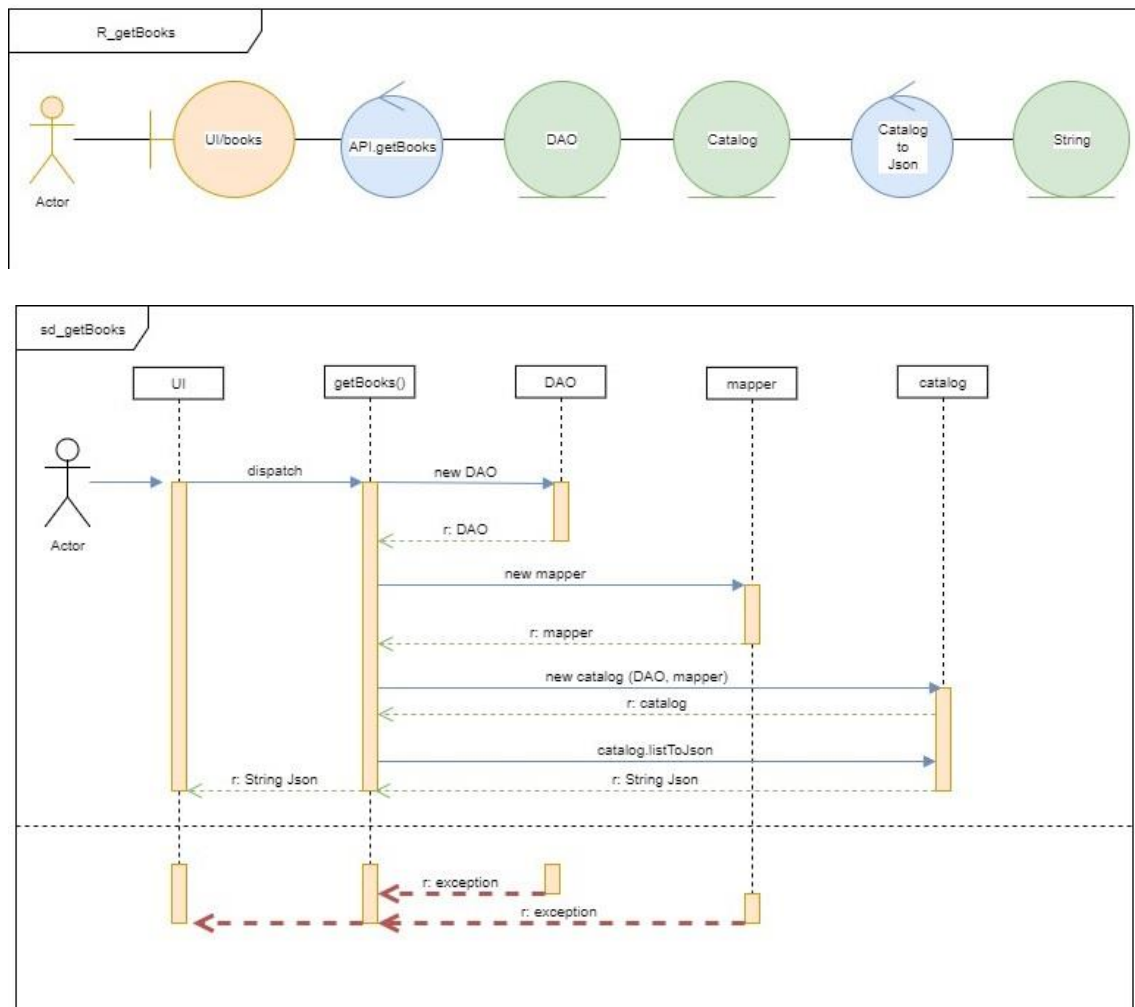 R_getBooks
UI/books
API.getBooks
DAO
Catalog
Catalog
to
Json
String
Actor
sd_getBooks
UI
getBooks()
DAO
mapper
catalog
dispatch
new DAO
Actor
r: DAO
new mapper
r: mapper
new catalog (DAO, mapper)
r: catalog
catalog.listToJson
r: String Json
r: String Json
r: exception
r: exception